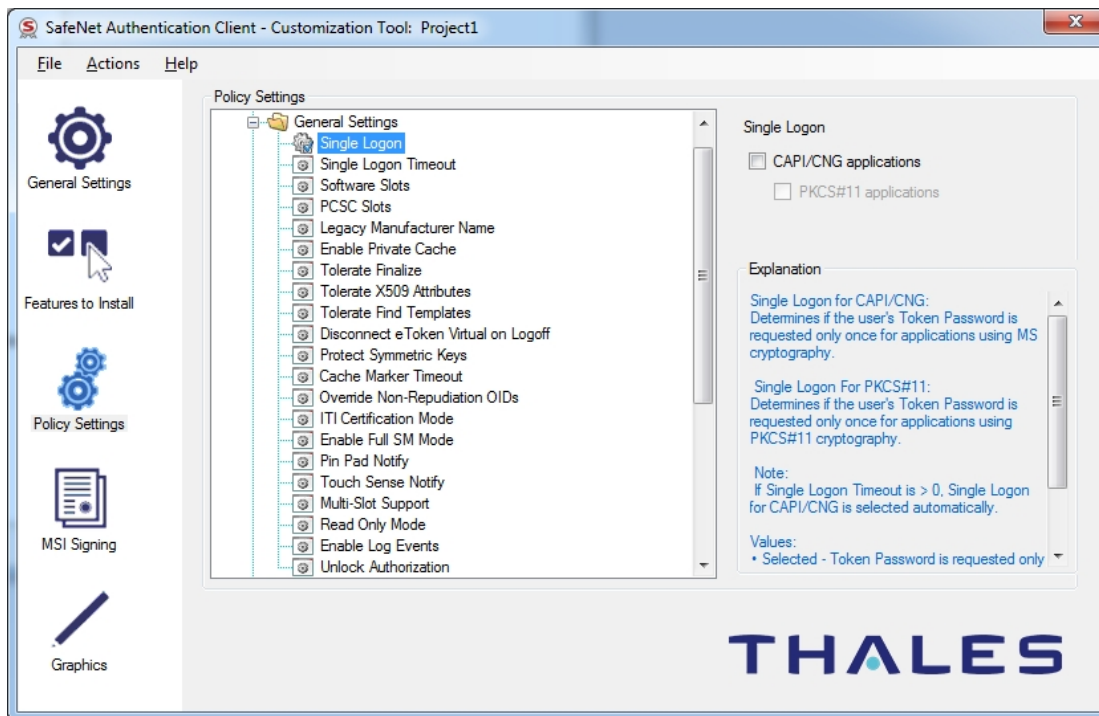 SafeNet Authentication Client - Customization Tool: Project1
File Actions Help
General Settings
Features to Install
Policy Settings
MSI Signing
Graphics
Policy Settings
General Settings
Single Logon
Single Logon Timeout
Software Slots
PCSC Slots
Legacy Manufacturer Name
Enable Private Cache
Tolerate Finalize
Tolerate X509 Attributes
Tolerate Find Templates
Disconnect eToken Virtual on Logoff
Protect Symmetric Keys
Cache Marker Timeout
Override Non-Repudiation OIDs
ITI Certification Mode
Enable Full SM Mode
Pin Pad Notify
Touch Sense Notify
Multi-Slot Support
Read Only Mode
Enable Log Events
Unlock Authorization
Single Logon
CAPI/CNG applications
PKCS#11 applications
Explanation
Single Logon for CAPI/CNG:
Determines if the user's Token Password is
requested only once for applications using MS
cryptography.
Single Logon For PKCS#11:
Determines if the user's Token Password is
requested only once for applications using
PKCS#11 cryptography.
Note:
If Single Logon Timeout is > 0, Single Logon
for CAPI/CNG is selected automatically.
Values:
• Selected - Token Password is requested only
THALES